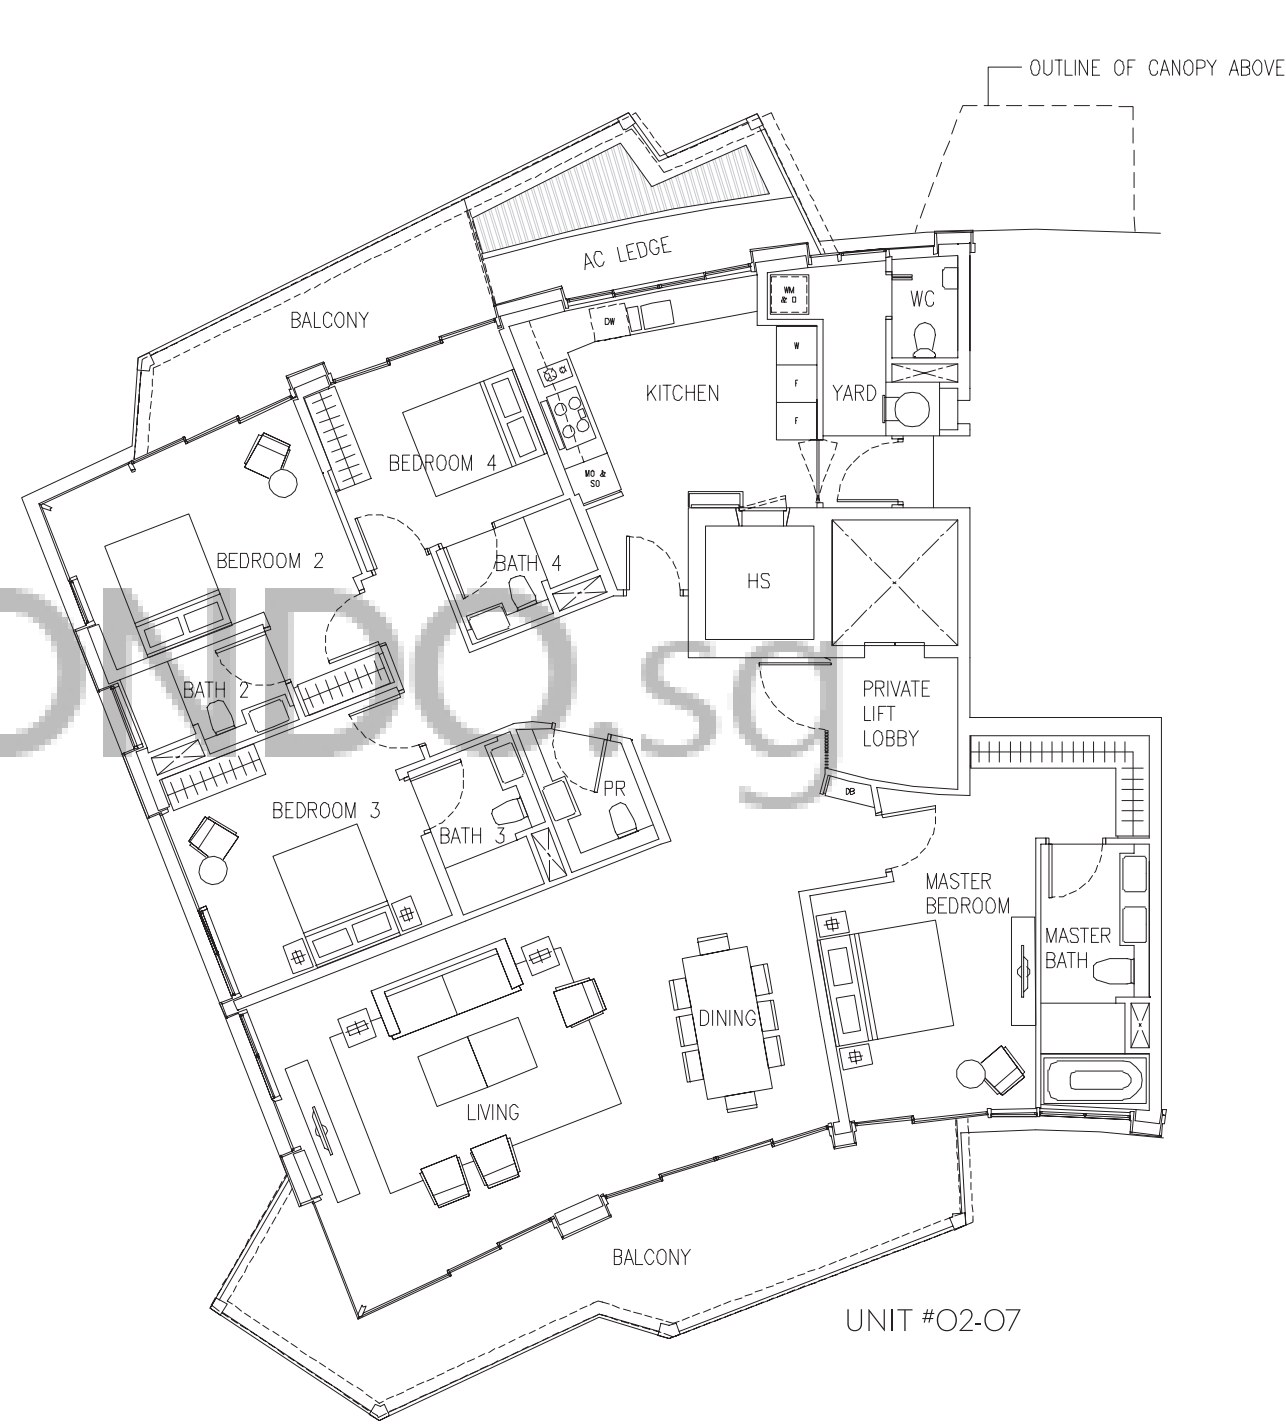 OUTLINE OF CANOPY ABOVE
AC LEDGE
BALCONY
WM
& D
WC
DW
W
KITCHEN
F
YARD
F
BEDROOM 4
MO &
SO
BEDROOM 2
BATH 4
HS
ONDO.sg
BATH 2
PRIVATE
LIFT
LOBBY
BEDROOM 3
PR
DB
BATH 3
MASTER
BEDROOM
MASTER
BATH
DINING
LIVING
BALCONY
UNIT #02-07